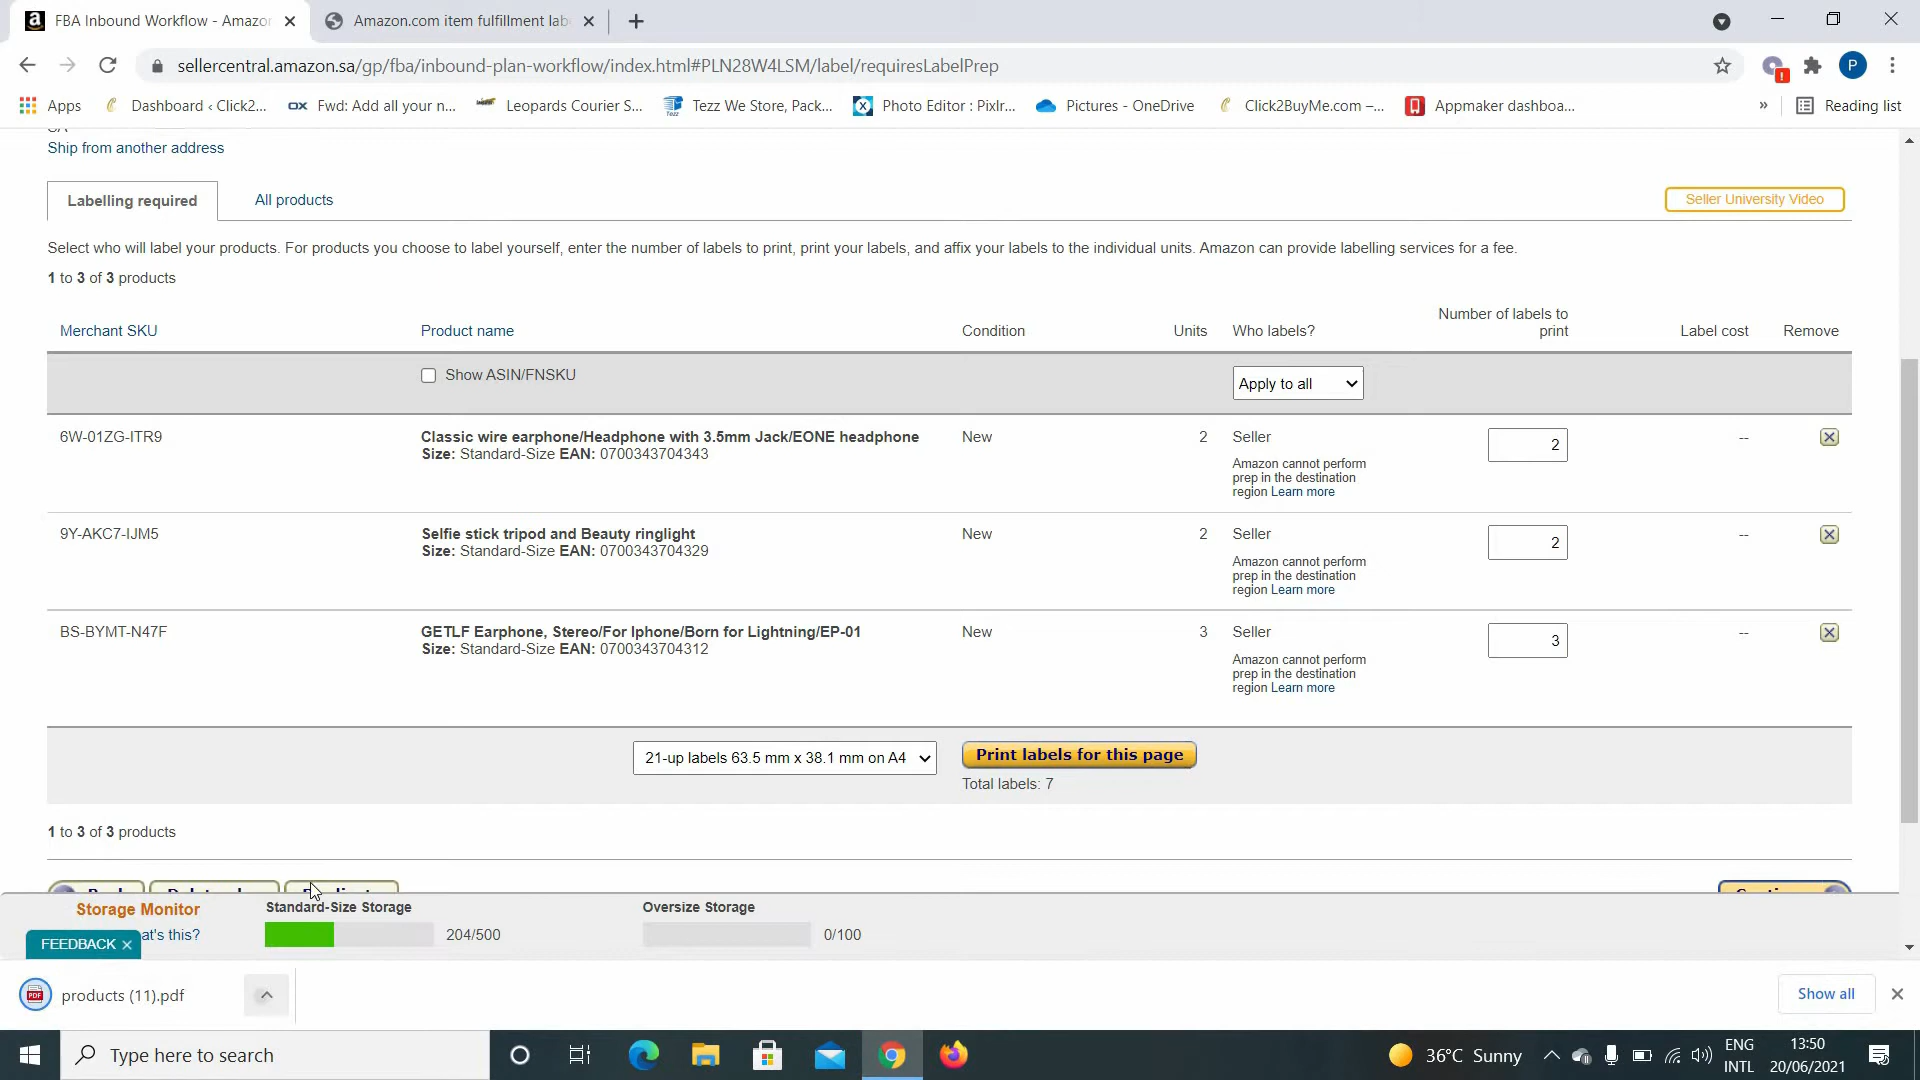 FBA Inbound Workflow - Amazo
Amazon.com item fulfillment lab
sellercentral.amazon.sa/gp/fba/inbound-plan-workflow/index.html#PLN28W4LSM/label/requiresLabelPrep
P
Apps
Dashboard ‹ Click2...
Fwd: Add all your n...
Leopards Courier S...
Tezz We Store, Pack...
Photo Editor : Pixlr...
Pictures - OneDrive
Click2BuyMe.com –...
Appmaker dashboa...
»
Reading list
SA
Ship from another address
Labelling required
All products
Seller University Video
Select who will label your products. For products you choose to label yourself, enter the number of labels to print, print your labels, and affix your labels to the individual units. Amazon can provide labelling services for a fee.
1 to 3 of 3 products
Merchant SKU
Product name
Condition
Units
Who labels?
Number of labels to
print
Label cost
Remove
Show ASIN/FNSKU
Apply to all
6W-01ZG-ITR9
Classic wire earphone/Headphone with 3.5mm Jack/EONE headphone
Size: Standard-Size EAN: 0700343704343
New
2
Seller
Amazon cannot perform
prep in the destination
region Learn more
2
--
9Y-AKC7-IJM5
Selfie stick tripod and Beauty ringlight
Size: Standard-Size EAN: 0700343704329
New
2
Seller
Amazon cannot perform
prep in the destination
region Learn more
2
--
BS-BYMT-N47F
GETLF Earphone, Stereo/For Iphone/Born for Lightning/EP-01
Size: Standard-Size EAN: 0700343704312
New
3
Seller
Amazon cannot perform
prep in the destination
region Learn more
3
--
21-up labels 63.5 mm x 38.1 mm on A4
Print labels for this page
Total labels: 7
1 to 3 of 3 products
Storage Monitor
Standard-Size Storage
Oversize Storage
at's this?
204/500
0/100
FEEDBACK ×
products (11).pdf
Show all
Type here to search
36°C Sunny
ENG
INTL
13:50
20/06/2021